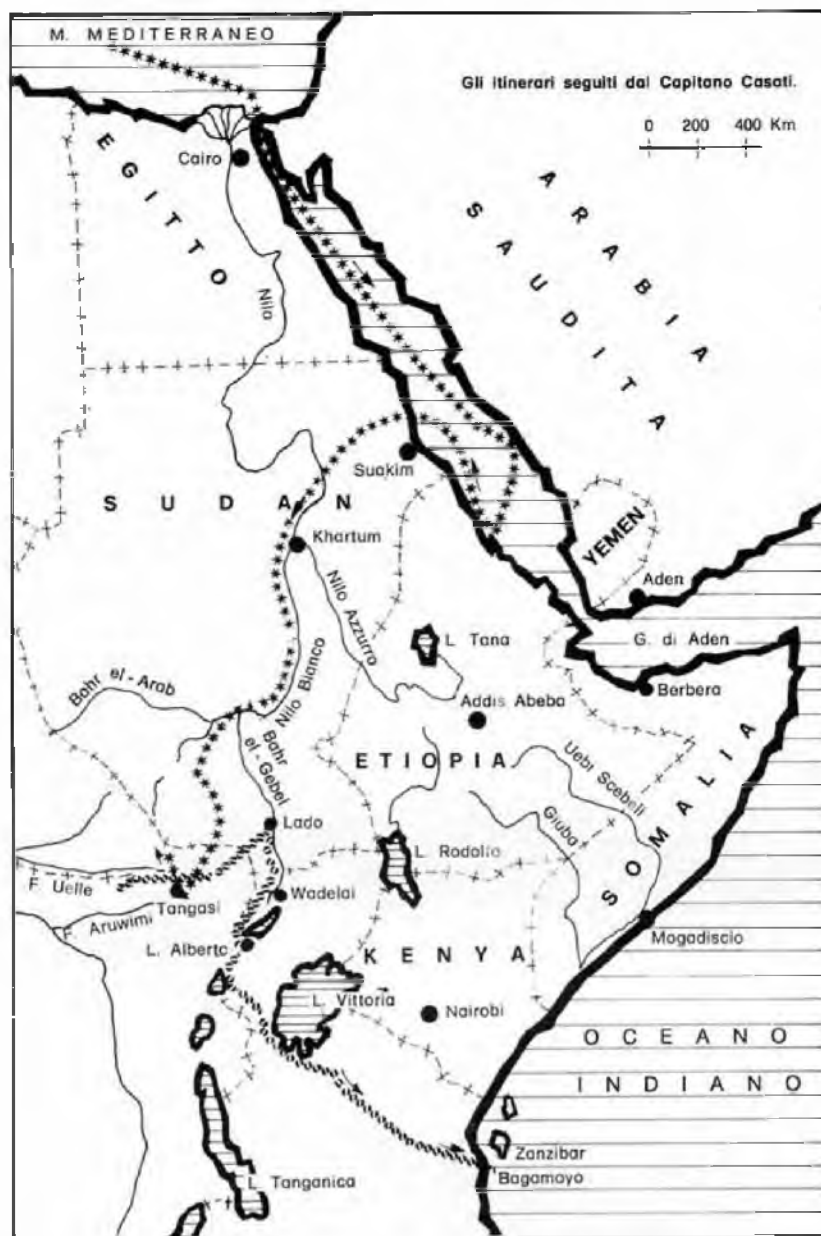 M. MEDITERRANEO
Gli itinerari seguiti dal Capitano Casati.
0 200 400 Km
Cairo
EGITTO
ARABIA
SAUDITA
Nilo
Suakim
SUDAN
Khartum
YEMEN
Aden
Nilo Azzurro
L. Tana
G. di Aden
Bahr el-Arab
Nilo Bianco
Berbera
Addis Abeba
Bahr
el-Gebel
ETIOPIA
Uebi Scebeli
Giuba
SOMALIA
Lado
L. Rodolfo
F. Uelle
Tangasi
Wadelai
F. Aruwimi
L. Alberto
KENYA
Mogadiscio
L. Vittoria
Nairobi
OCEANO
INDIANO
Zanzibar
Bagamoyo
L. Tanganica